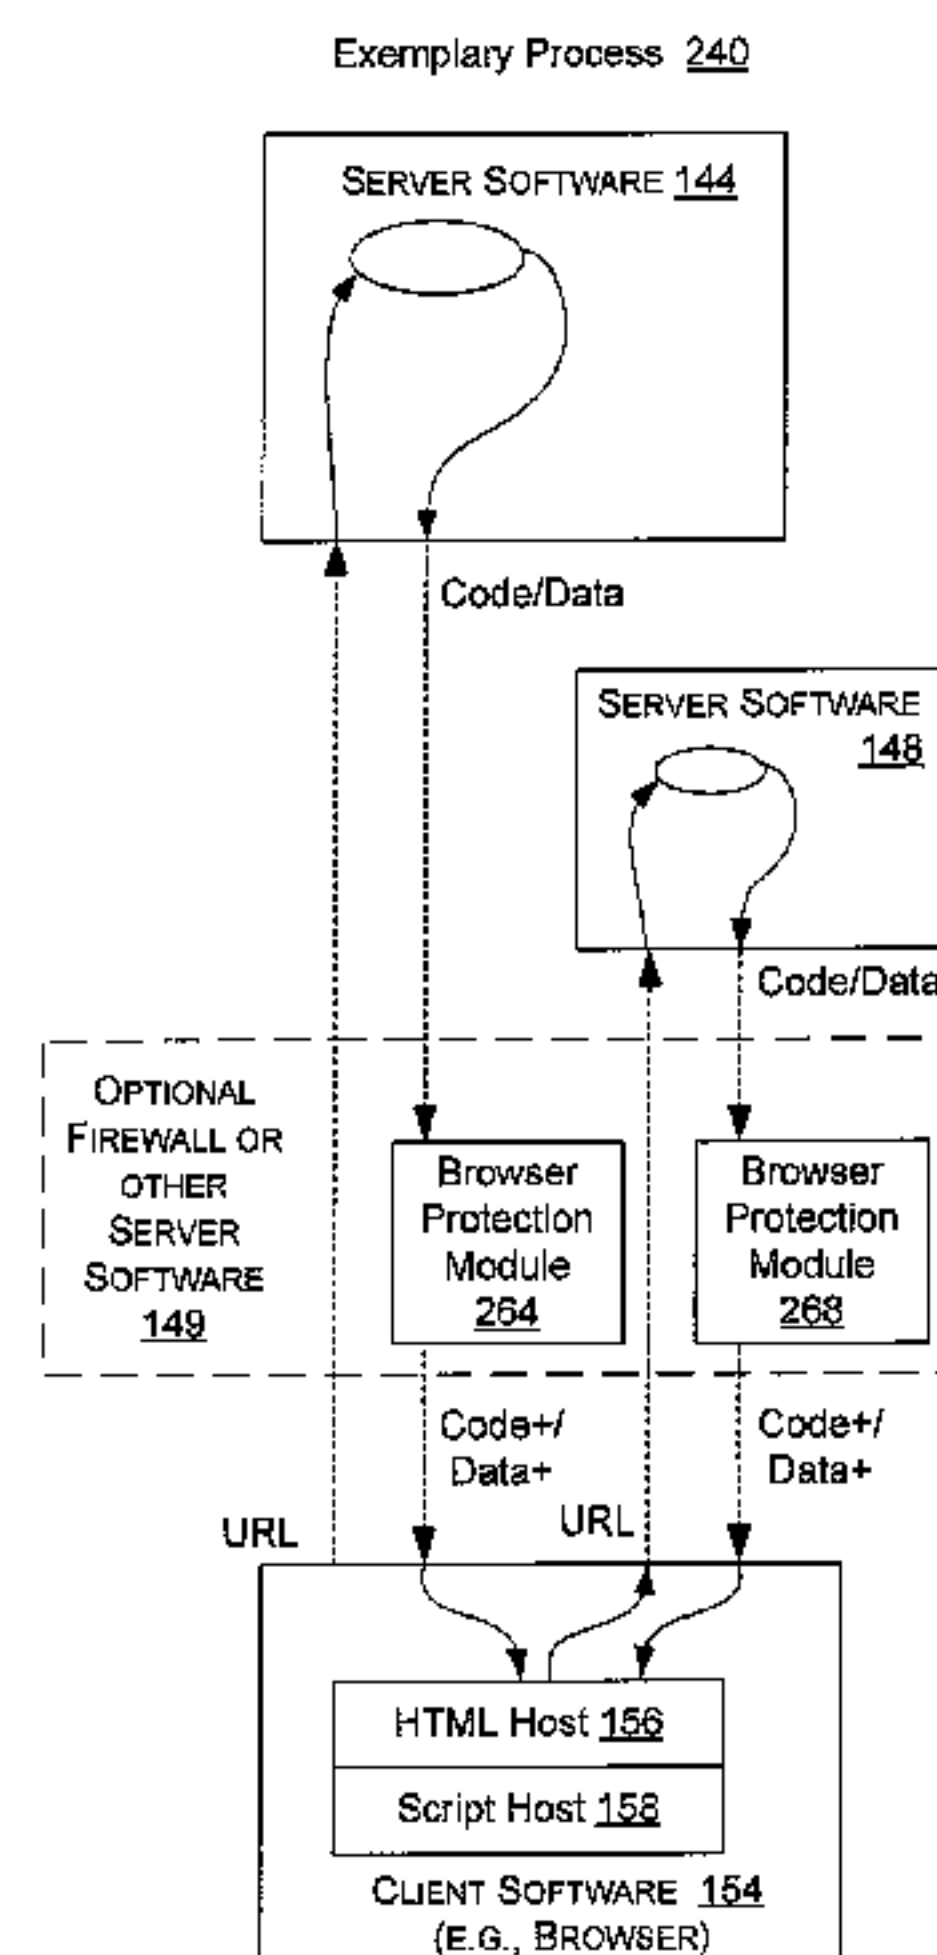 Exemplary Process 240
SERVER SOFTWARE 144
Code/Data
SERVER SOFTWARE
148
Code/Data
OPTIONAL
FIREWALL OR
OTHER
SERVER
SOFTWARE
149
Browser
Protection
Module
264
Browser
Protection
Module
268
Code+/
Data+
Code+/
Data+
URL
URL
HTML Host 156
Script Host 158
CLIENT SOFTWARE 154
(E.G., BROWSER)